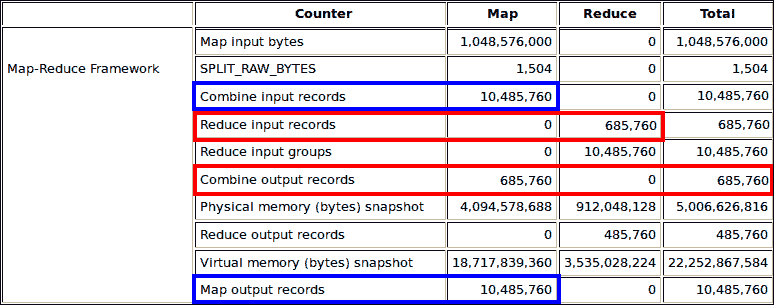 Counter Map Reduce Total
Map input bytes 1,048,576,000 0 1,048,576,000
Map-Reduce Framework SPLIT_RAW_BYTES 1,504 0 1,504
Combine input records 10,485,760 0 10,485,760
Reduce input records 0 685,760 685,760
Reduce input groups 0 10,485,760 10,485,760
Combine output records 685,760 0 685,760
Physical memory (bytes) snapshot 4,094,578,688 912,048,128 5,006,626,816
Reduce output records 0 485,760 485,760
Virtual memory (bytes) snapshot 18,717,839,360 3,535,028,224 22,252,867,584
Map output records 10,485,760 0 10,485,760